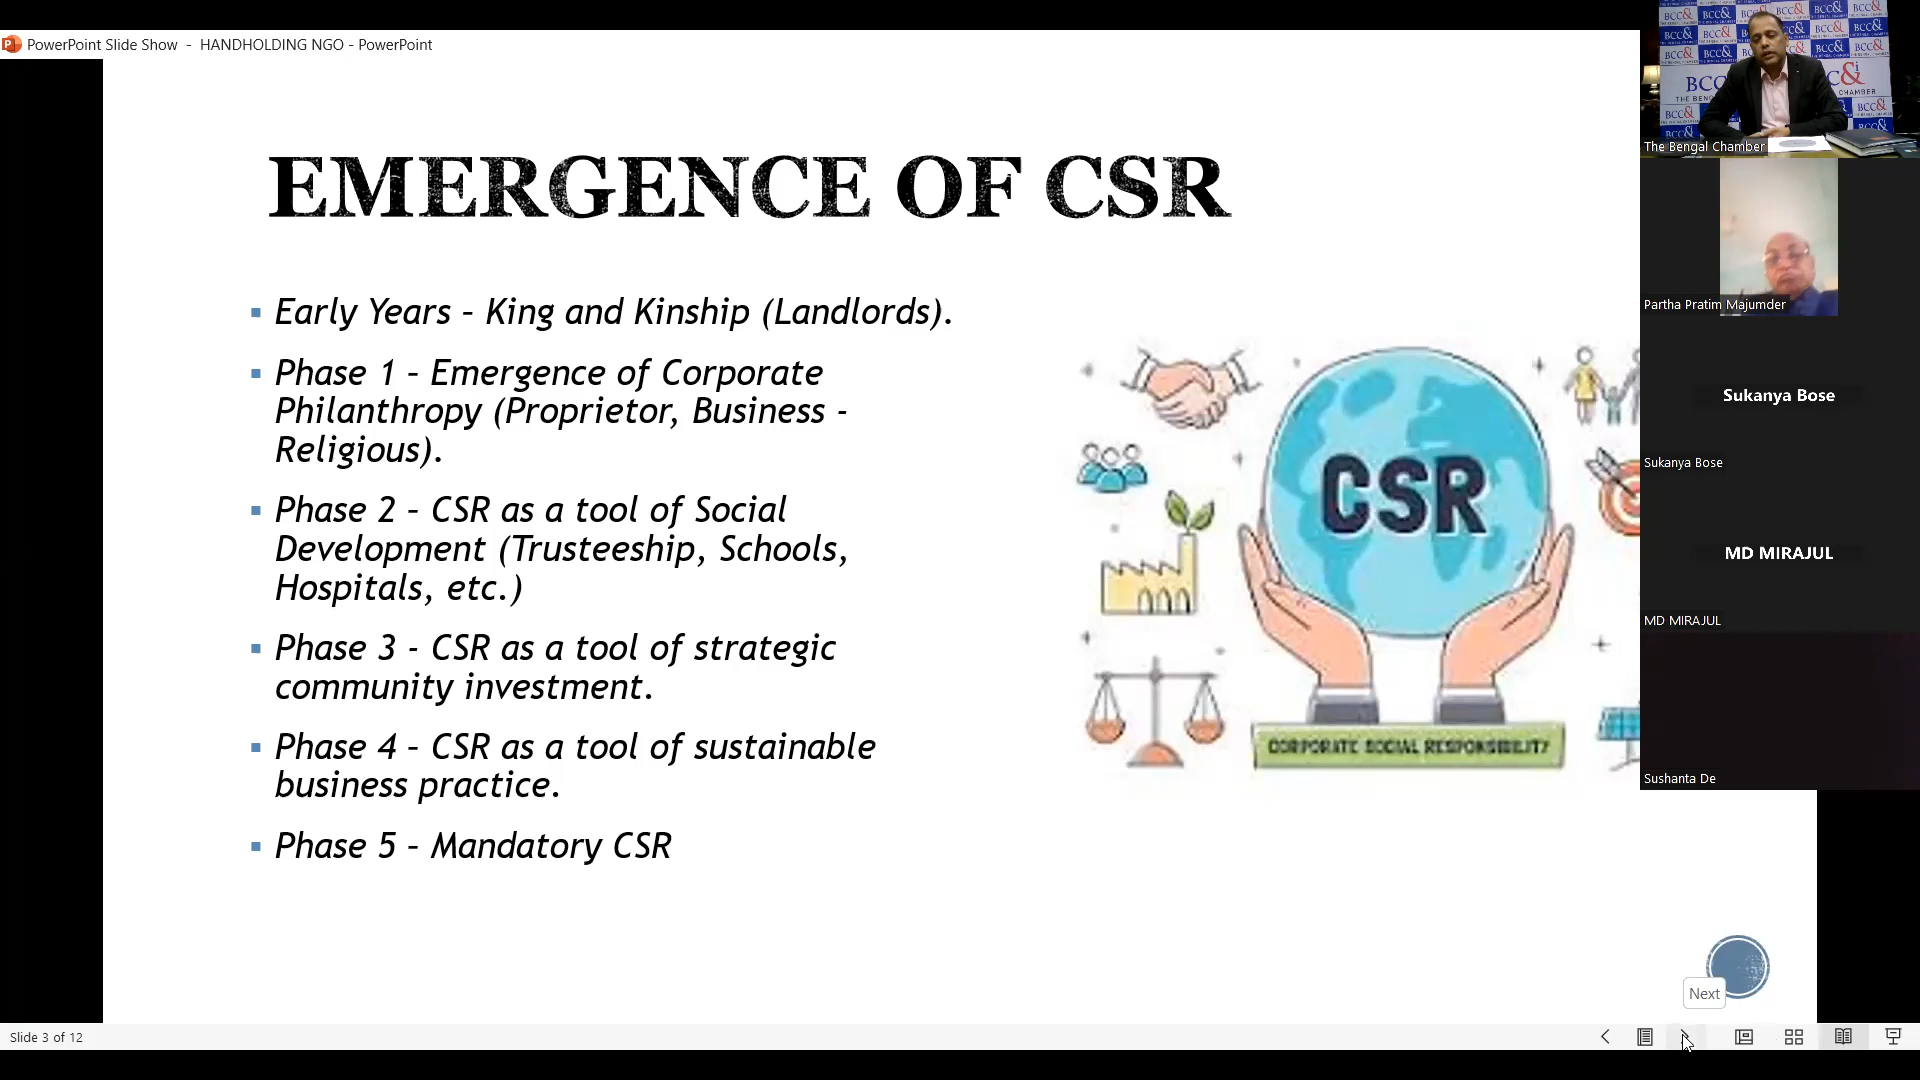 PowerPoint Slide Show - HANDHOLDING NGO - PowerPoint
EMERGENCE OF CSR
▪ Early Years – King and Kinship (Landlords).
▪ Phase 1 – Emergence of Corporate
Philanthropy (Proprietor, Business -
Religious).
▪ Phase 2 – CSR as a tool of Social
Development (Trusteeship, Schools,
Hospitals, etc.)
▪ Phase 3 - CSR as a tool of strategic
community investment.
▪ Phase 4 – CSR as a tool of sustainable
business practice.
▪ Phase 5 – Mandatory CSR
CSR
CORPORATE SOCIAL RESPONSIBILITY
BCC&i
THE BENGAL CHAMBER
The Bengal Chamber
Partha Pratim Majumder
Sukanya Bose
Sukanya Bose
MD MIRAJUL
MD MIRAJUL
Sushanta De
Next
Slide 3 of 12